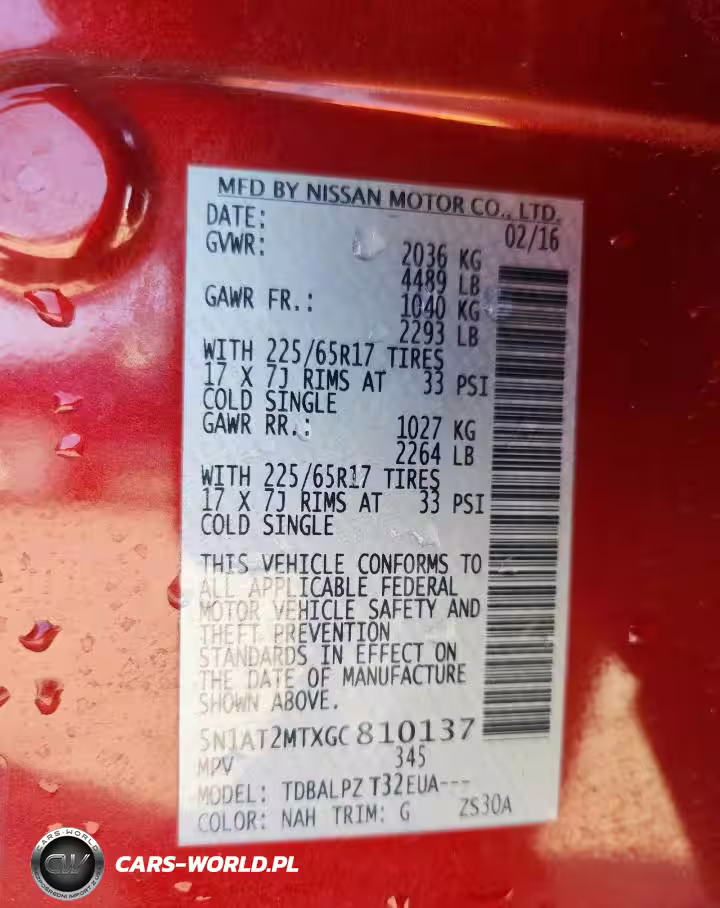 MFD BY NISSAN MOTOR CO., LTD.
DATE: 02/16
GVWR: 2036 KG
4489 LB
GAWR FR.: 1040 KG
2293 LB
WITH 225/65R17 TIRES
17 X 7J RIMS AT 33 PSI
COLD SINGLE
GAWR RR.: 1027 KG
2264 LB
WITH 225/65R17 TIRES
17 X 7J RIMS AT 33 PSI
COLD SINGLE
THIS VEHICLE CONFORMS TO
ALL APPLICABLE FEDERAL
MOTOR VEHICLE SAFETY AND
THEFT PREVENTION
STANDARDS IN EFFECT ON
THE DATE OF MANUFACTURE
SHOWN ABOVE.
5N1AT2MTXGC810137
MPV 345
MODEL: TDBALPZ T32EUA---
COLOR: NAH TRIM: G ZS30A
CARS-WORLD
CW
CARS-WORLD.PL